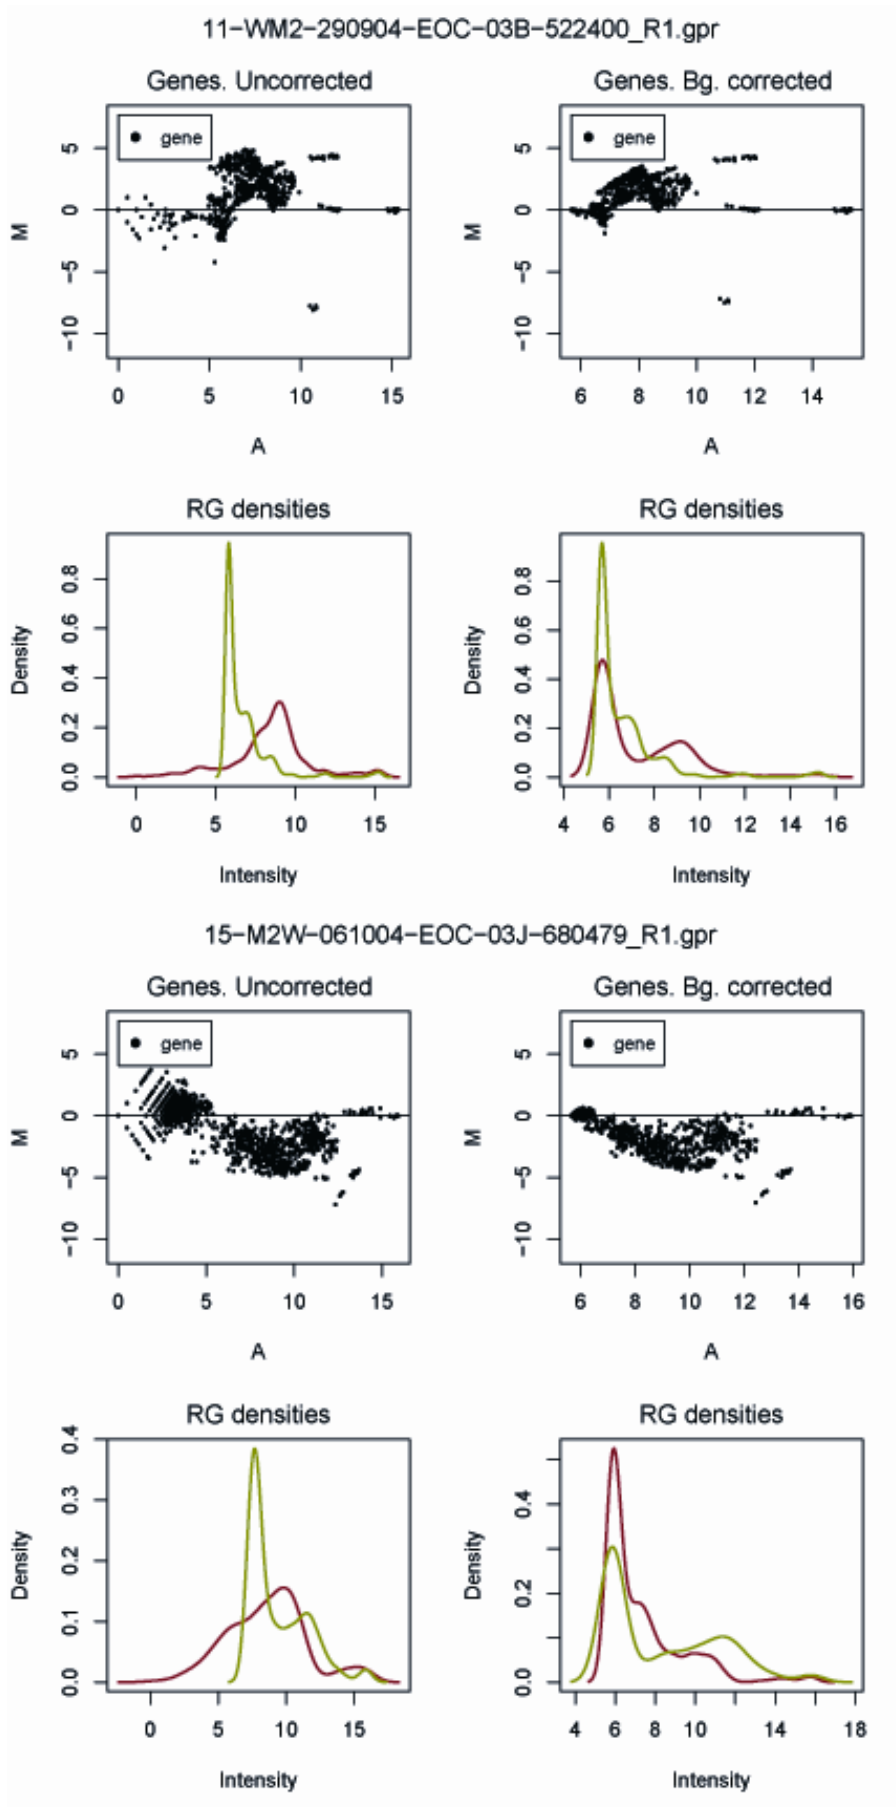 11-WM2-290904-EOC-03B-522400_R1.gpr
Genes. Uncorrected Genes. Bg. corrected
gene gene
M M
5 0 -5 -10 5 0 -5 -10
0 5 10 15 6 8 10 12 14
A A
RG densities RG densities
Density Density
0.8 0.6 0.4 0.2 0.0 0.8 0.6 0.4 0.2 0.0
0 5 10 15 4 6 8 10 12 14 16
Intensity Intensity
15-M2W-061004-EOC-03J-680479_R1.gpr
Genes. Uncorrected Genes. Bg. corrected
gene gene
M M
5 0 -5 -10 5 0 -5 -10
0 5 10 15 6 8 10 12 14 16
A A
RG densities RG densities
Density Density
0.4 0.3 0.2 0.1 0.0 0.4 0.2 0.0
0 5 10 15 4 6 8 10 14 18
Intensity Intensity